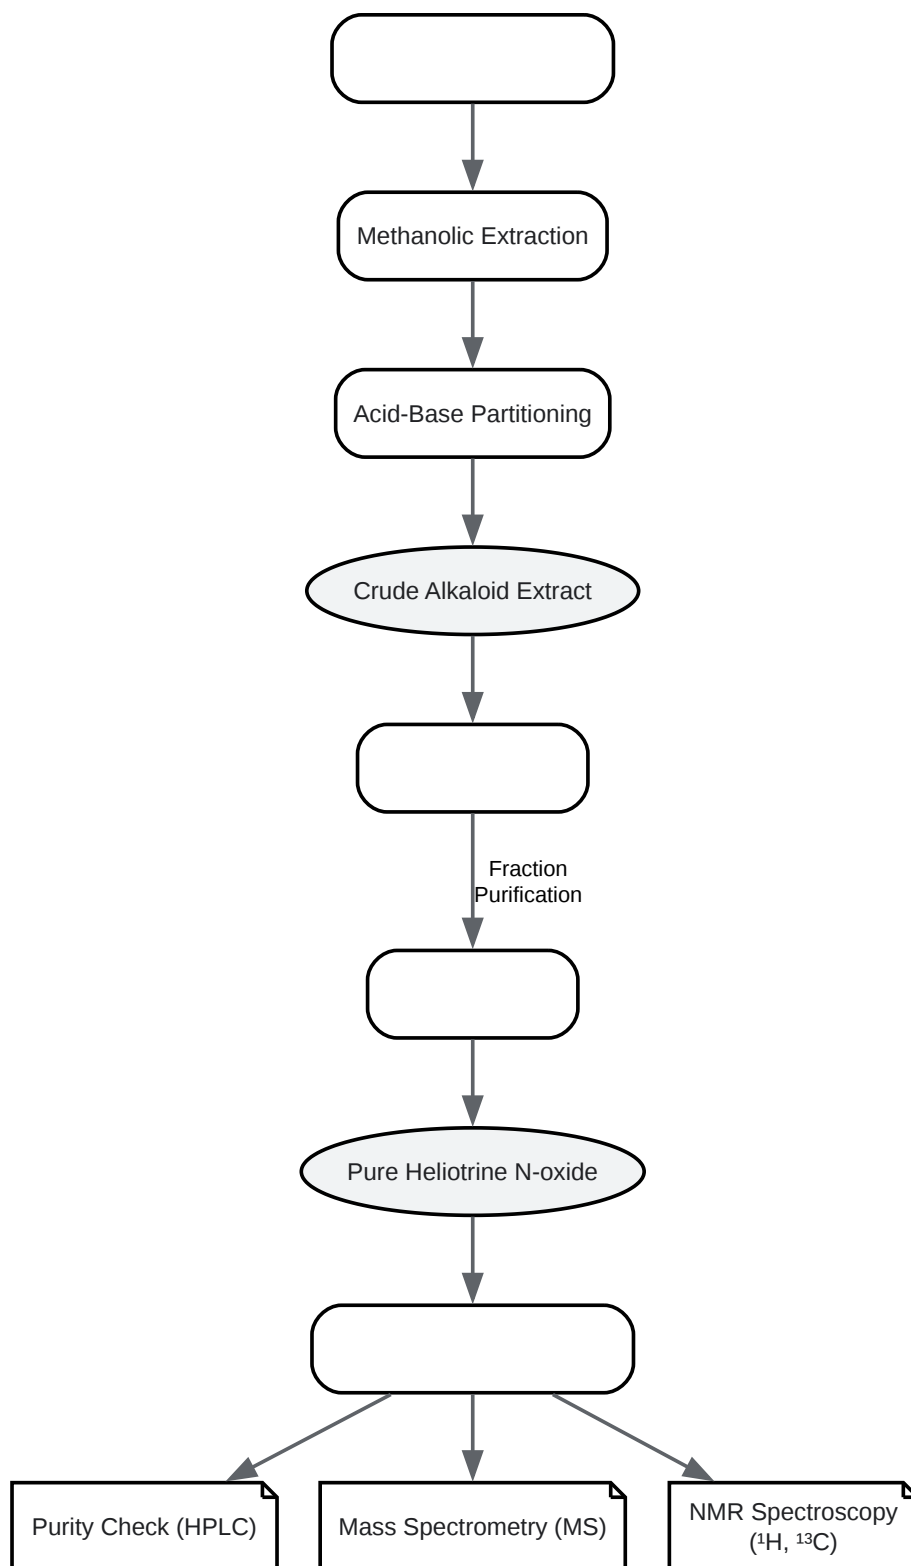 Methanolic Extraction
Acid-Base Partitioning
Crude Alkaloid Extract
Fraction
Purification
Pure Heliotrine N-oxide
Purity Check (HPLC)
Mass Spectrometry (MS)
NMR Spectroscopy
(¹H, ¹³C)